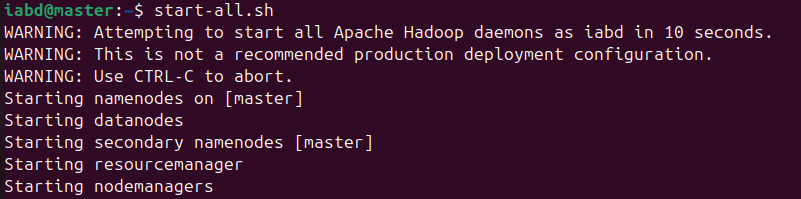 iabd@master:~$ start-all.sh
WARNING: Attempting to start all Apache Hadoop daemons as iabd in 10 seconds.
WARNING: This is not a recommended production deployment configuration.
WARNING: Use CTRL-C to abort.
Starting namenodes on [master]
Starting datanodes
Starting secondary namenodes [master]
Starting resourcemanager
Starting nodemanagers